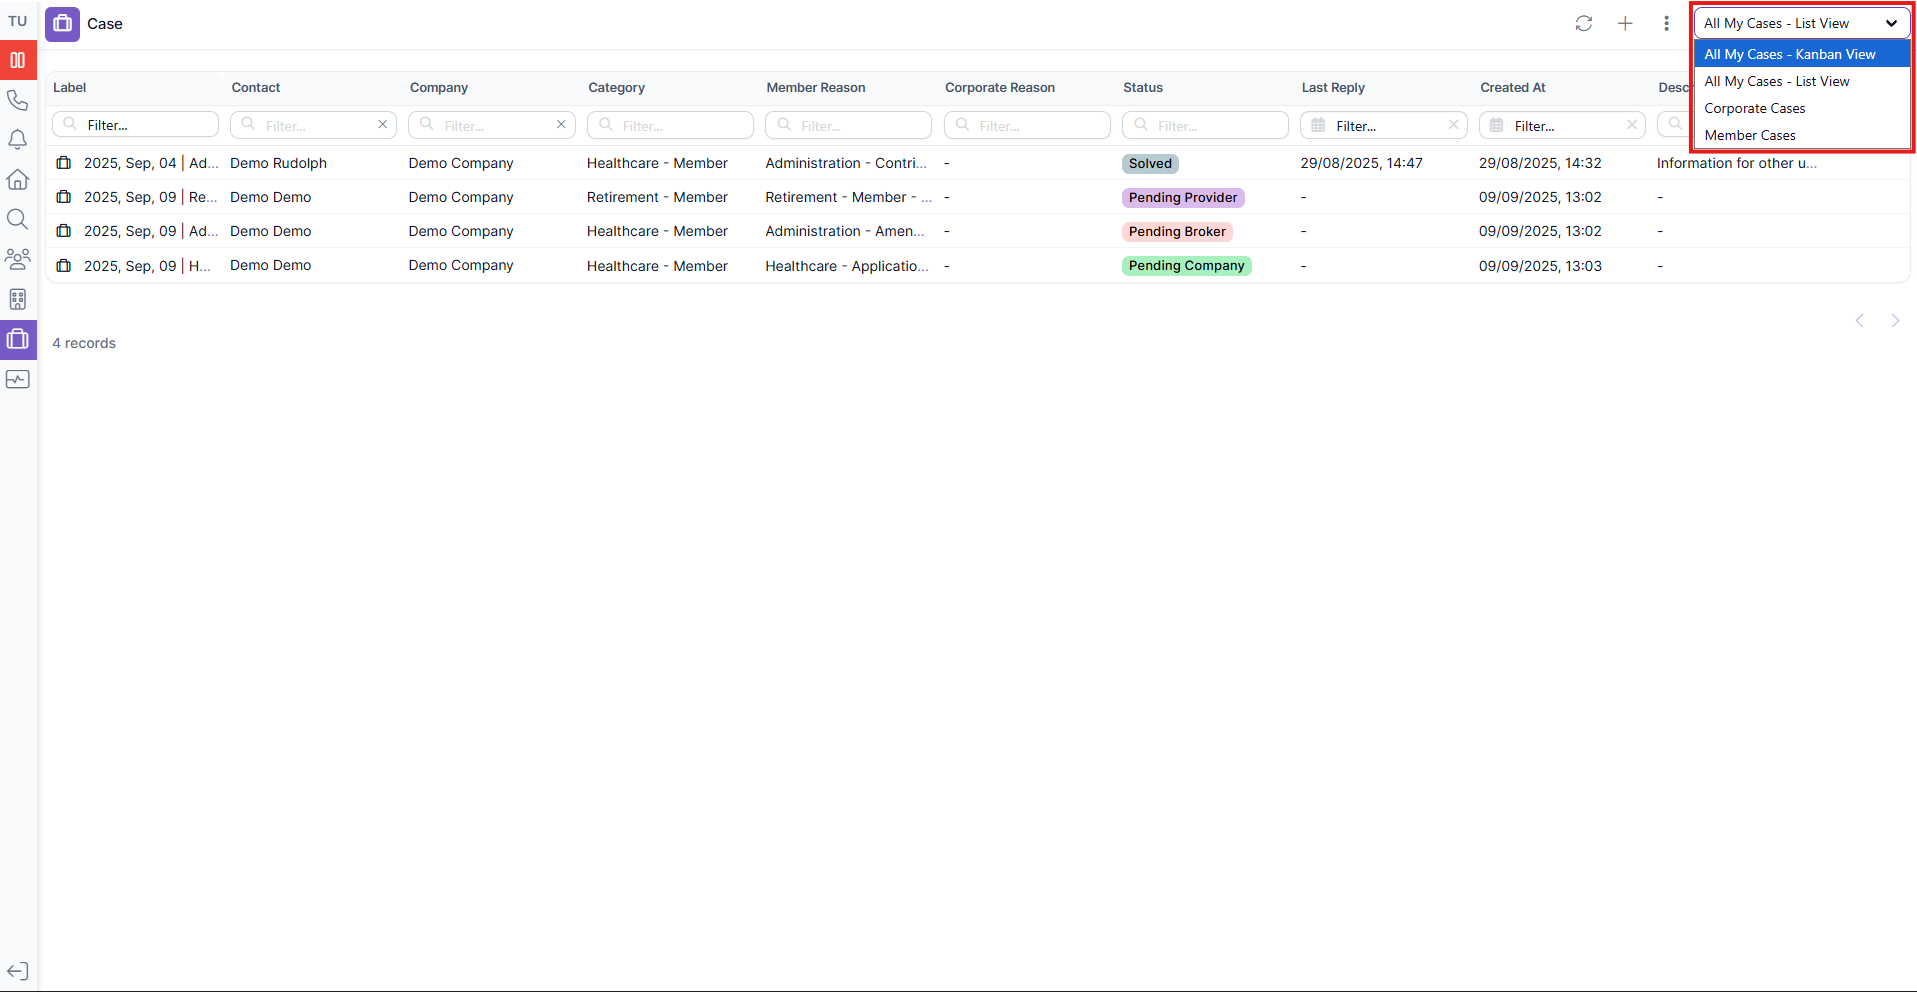 TU
Case
All My Cases - List View
All My Cases - Kanban View
All My Cases - List View
Corporate Cases
Member Cases
Label Contact Company Category Member Reason Corporate Reason Status Last Reply Created At Desc
Filter... Filter... Filter... Filter... Filter... Filter... Filter... Filter... Filter...
2025, Sep, 04 | Ad... Demo Rudolph Demo Company Healthcare - Member Administration - Contri... - Solved 29/08/2025, 14:47 29/08/2025, 14:32 Information for other u...
2025, Sep, 09 | Re... Demo Demo Demo Company Retirement - Member Retirement - Member - ... - Pending Provider - 09/09/2025, 13:02 -
2025, Sep, 09 | Ad... Demo Demo Demo Company Healthcare - Member Administration - Amen... - Pending Broker - 09/09/2025, 13:02 -
2025, Sep, 09 | H... Demo Demo Demo Company Healthcare - Member Healthcare - Applicatio... - Pending Company - 09/09/2025, 13:03 -
4 records